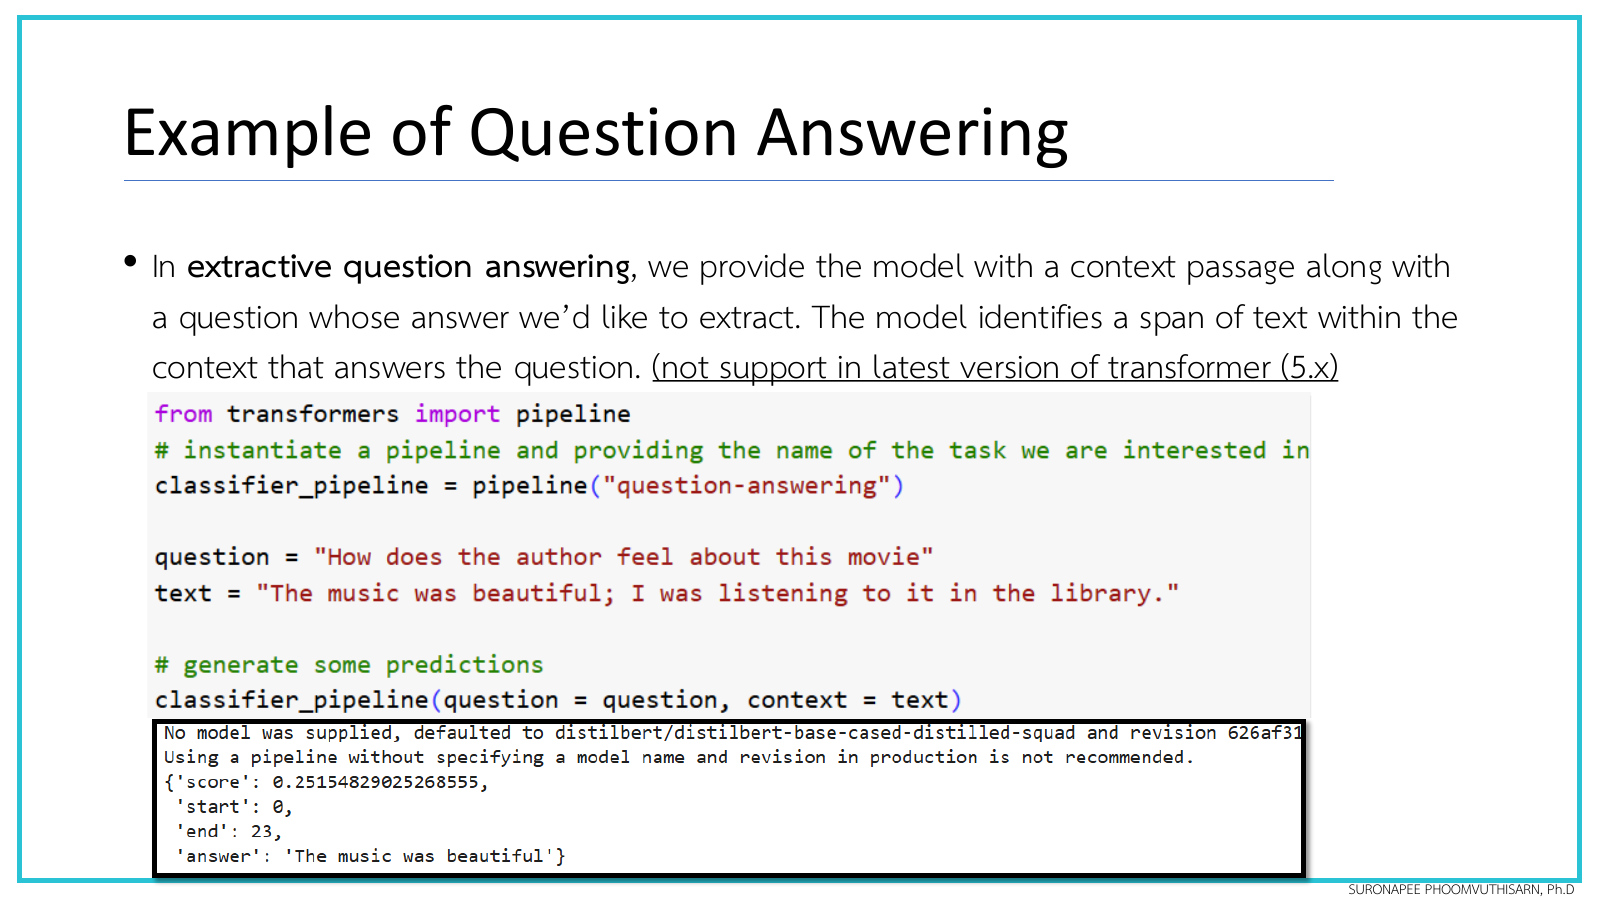 Example of Question Answering
• In extractive question answering, we provide the model with a context passage along with
a question whose answer we’d like to extract. The model identifies a span of text within the
context that answers the question. (not support in latest version of transformer (5.x)
from transformers import pipeline
# instantiate a pipeline and providing the name of the task we are interested in
classifier_pipeline = pipeline("question-answering")
question = "How does the author feel about this movie"
text = "The music was beautiful; I was listening to it in the library."
# generate some predictions
classifier_pipeline(question = question, context = text)
No model was supplied, defaulted to distilbert/distilbert-base-cased-distilled-squad and revision 626af31
Using a pipeline without specifying a model name and revision in production is not recommended.
{'score': 0.25154829025268555,
'start': 0,
'end': 23,
'answer': 'The music was beautiful'}
SURONAPEE PHOOMVUTHISARN, Ph.D